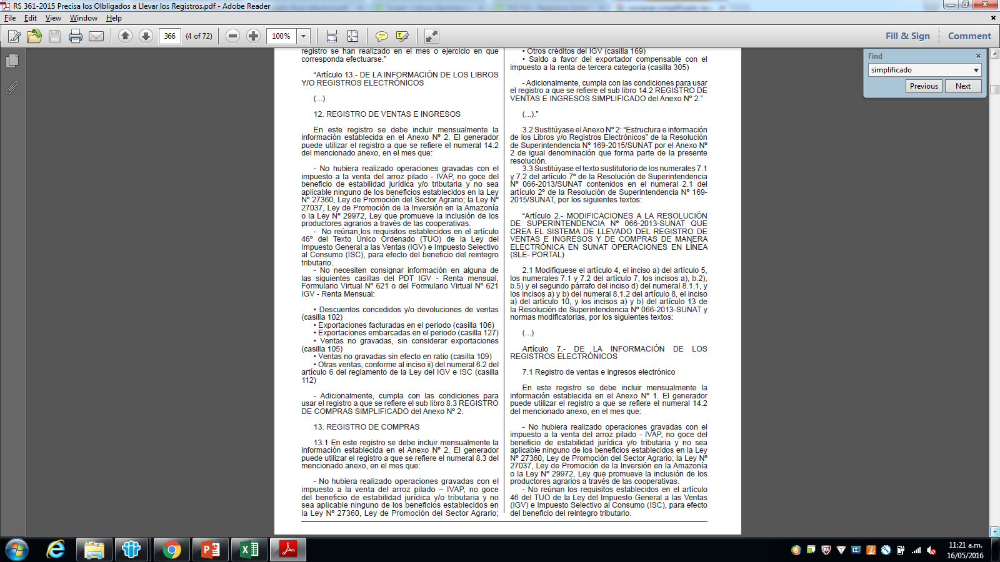 RS 361-2015 Precisa los Olbligados a Llevar los Registros.pdf - Adobe Reader
File Edit View Window Help
366 (4 of 72) 100% Fill & Sign Comment
Find
simplificado
Previous Next
registro se han realizado en el mes o ejercicio en que
corresponda efectuarse.”
“Artículo 13.- DE LA INFORMACIÓN DE LOS LIBROS
Y/O REGISTROS ELECTRÓNICOS
(...)
12. REGISTRO DE VENTAS E INGRESOS
En este registro se debe incluir mensualmente la
información establecida en el Anexo Nº 2. El generador
puede utilizar el registro a que se refiere el numeral 14.2
del mencionado anexo, en el mes que:
- No hubiera realizado operaciones gravadas con el
impuesto a la venta del arroz pilado - IVAP, no goce del
beneficio de estabilidad jurídica y/o tributaria y no sea
aplicable ninguno de los beneficios establecidos en la Ley
Nº 27360, Ley de Promoción del Sector Agrario; la Ley Nº
27037, Ley de Promoción de la Inversión en la Amazonía
o la Ley Nº 29972, Ley que promueve la inclusión de los
productores agrarios a través de las cooperativas.
- No reúnan los requisitos establecidos en el artículo
46° del Texto Único Ordenado (TUO) de la Ley del
Impuesto General a las Ventas (IGV) e Impuesto Selectivo
al Consumo (ISC), para efecto del beneficio del reintegro
tributario.
- No necesiten consignar información en alguna de
las siguientes casillas del PDT IGV - Renta mensual,
Formulario Virtual Nº 621 o del Formulario Virtual Nº 621
IGV - Renta Mensual:
• Descuentos concedidos y/o devoluciones de ventas
(casilla 102)
• Exportaciones facturadas en el periodo (casilla 106)
• Exportaciones embarcadas en el periodo (casilla 127)
• Ventas no gravadas, sin considerar exportaciones
(casilla 105)
• Ventas no gravadas sin efecto en ratio (casilla 109)
• Otras ventas, conforme al inciso ii) del numeral 6.2 del
artículo 6 del reglamento de la Ley del IGV e ISC (casilla
112)
- Adicionalmente, cumpla con las condiciones para
usar el registro a que se refiere el sub libro 8.3 REGISTRO
DE COMPRAS SIMPLIFICADO del Anexo Nº 2.
13. REGISTRO DE COMPRAS
13.1 En este registro se debe incluir mensualmente la
información establecida en el Anexo Nº 2. El generador
puede utilizar el registro a que se refiere el numeral 8.3 del
mencionado anexo, en el mes que:
- No hubiera realizado operaciones gravadas con el
impuesto a la venta del arroz pilado – IVAP, no goce
del beneficio de estabilidad jurídica y/o tributaria y no
sea aplicable ninguno de los beneficios establecidos en
la Ley Nº 27360, Ley de Promoción del Sector Agrario;
• Otros créditos del IGV (casilla 169)
• Saldo a favor del exportador compensable con el
impuesto a la renta de tercera categoría (casilla 305)
- Adicionalmente, cumpla con las condiciones para usar
el registro a que se refiere el sub libro 14.2 REGISTRO DE
VENTAS E INGRESOS SIMPLIFICADO del Anexo Nº 2.”
(...).”
3.2 Sustitúyase el Anexo Nº 2: “Estructura e información
de los Libros y/o Registros Electrónicos” de la Resolución
de Superintendencia Nº 169-2015/SUNAT por el Anexo Nº
2 de igual denominación que forma parte de la presente
resolución.
3.3 Sustitúyase el texto sustitutorio de los numerales 7.1
y 7.2 del artículo 7º de la Resolución de Superintendencia
Nº 066-2013/SUNAT contenidos en el numeral 2.1 del
artículo 2º de la Resolución de Superintendencia Nº 169-
2015/SUNAT, por los siguientes textos:
“Artículo 2.- MODIFICACIONES A LA RESOLUCIÓN
DE SUPERINTENDENCIA Nº 066-2013-SUNAT QUE
CREA EL SISTEMA DE LLEVADO DEL REGISTRO DE
VENTAS E INGRESOS Y DE COMPRAS DE MANERA
ELECTRÓNICA EN SUNAT OPERACIONES EN LÍNEA
(SLE- PORTAL)
2.1 Modifíquese el artículo 4, el inciso a) del artículo 5,
los numerales 7.1 y 7.2 del artículo 7, los incisos a), b.2),
b.5) y el segundo párrafo del inciso d) del numeral 8.1.1, y
los incisos a) y b) del numeral 8.1.2 del artículo 8, el inciso
a) del artículo 10, y los incisos a) y b) del artículo 13 de
la Resolución de Superintendencia Nº 066-2013-SUNAT y
normas modificatorias, por los siguientes textos:
(...)
Artículo 7.- DE LA INFORMACIÓN DE LOS
REGISTROS ELECTRÓNICOS
7.1 Registro de ventas e ingresos electrónico
En este registro se debe incluir mensualmente la
información establecida en el Anexo Nº 1. El generador
puede utilizar el registro a que se refiere el numeral 14.2
del mencionado anexo, en el mes que:
- No hubiera realizado operaciones gravadas con el
impuesto a la venta del arroz pilado - IVAP, no goce del
beneficio de estabilidad jurídica y/o tributaria y no sea
aplicable ninguno de los beneficios establecidos en la Ley
Nº 27360, Ley de Promoción del Sector Agrario; la Ley Nº
27037, Ley de Promoción de la Inversión en la Amazonía
o la Ley Nº 29972, Ley que promueve la inclusión de los
productores agrarios a través de las cooperativas.
- No reúnan los requisitos establecidos en el artículo
46 del TUO de la Ley del Impuesto General a las Ventas
(IGV) e Impuesto Selectivo al Consumo (ISC), para efecto
del beneficio del reintegro tributario.
11:21 a.m.
16/05/2016